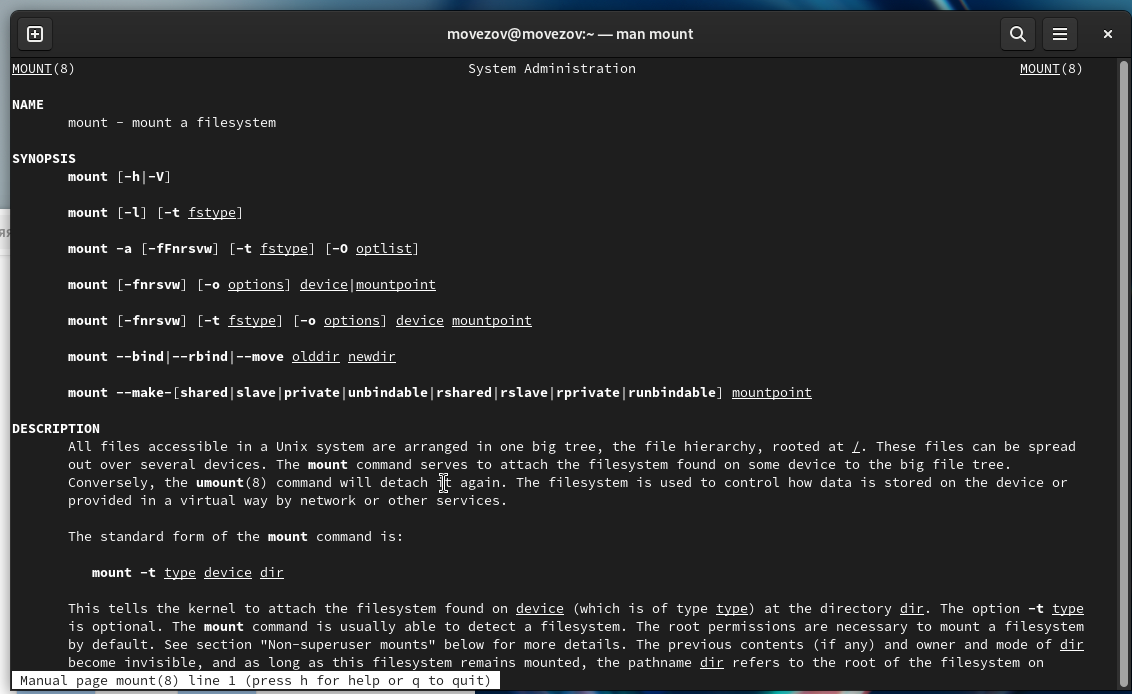 movezov@movezov:~ — man mount
MOUNT(8) System Administration MOUNT(8)
NAME
mount - mount a filesystem
SYNOPSIS
mount [-h|-V]
mount [-l] [-t fstype]
mount -a [-fFnrsvw] [-t fstype] [-O optlist]
mount [-fnrsvw] [-o options] device|mountpoint
mount [-fnrsvw] [-t fstype] [-o options] device mountpoint
mount --bind|--rbind|--move olddir newdir
mount --make-[shared|slave|private|unbindable|rshared|rslave|rprivate|runbindable] mountpoint
DESCRIPTION
All files accessible in a Unix system are arranged in one big tree, the file hierarchy, rooted at /. These files can be spread
out over several devices. The mount command serves to attach the filesystem found on some device to the big file tree.
Conversely, the umount(8) command will detach it again. The filesystem is used to control how data is stored on the device or
provided in a virtual way by network or other services.
The standard form of the mount command is:
mount -t type device dir
This tells the kernel to attach the filesystem found on device (which is of type type) at the directory dir. The option -t type
is optional. The mount command is usually able to detect a filesystem. The root permissions are necessary to mount a filesystem
by default. See section "Non-superuser mounts" below for more details. The previous contents (if any) and owner and mode of dir
become invisible, and as long as this filesystem remains mounted, the pathname dir refers to the root of the filesystem on
Manual page mount(8) line 1 (press h for help or q to quit)